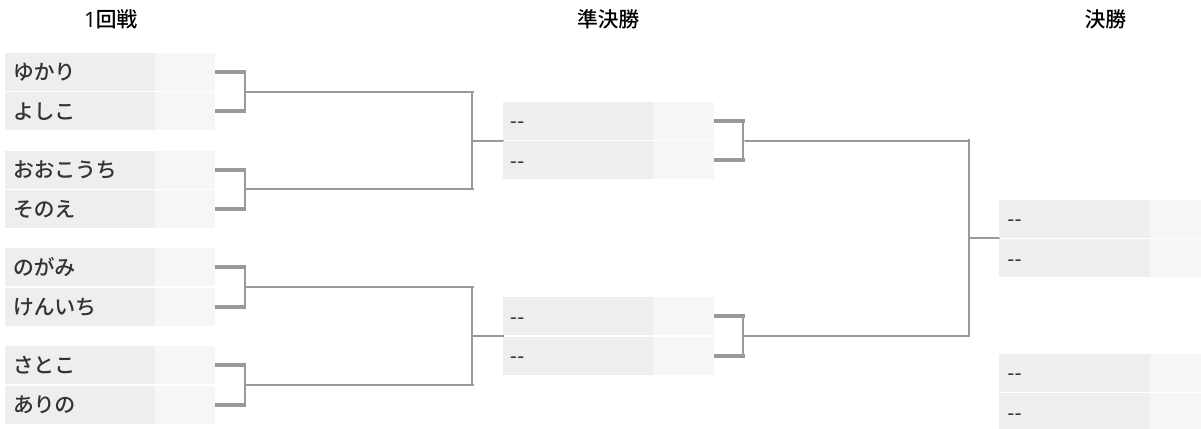 1回戦
準決勝
決勝
ゆかり
よしこ
おおこうち
そのえ
のがみ
けんいち
さとこ
ありの
--
--
--
--
--
--
--
--